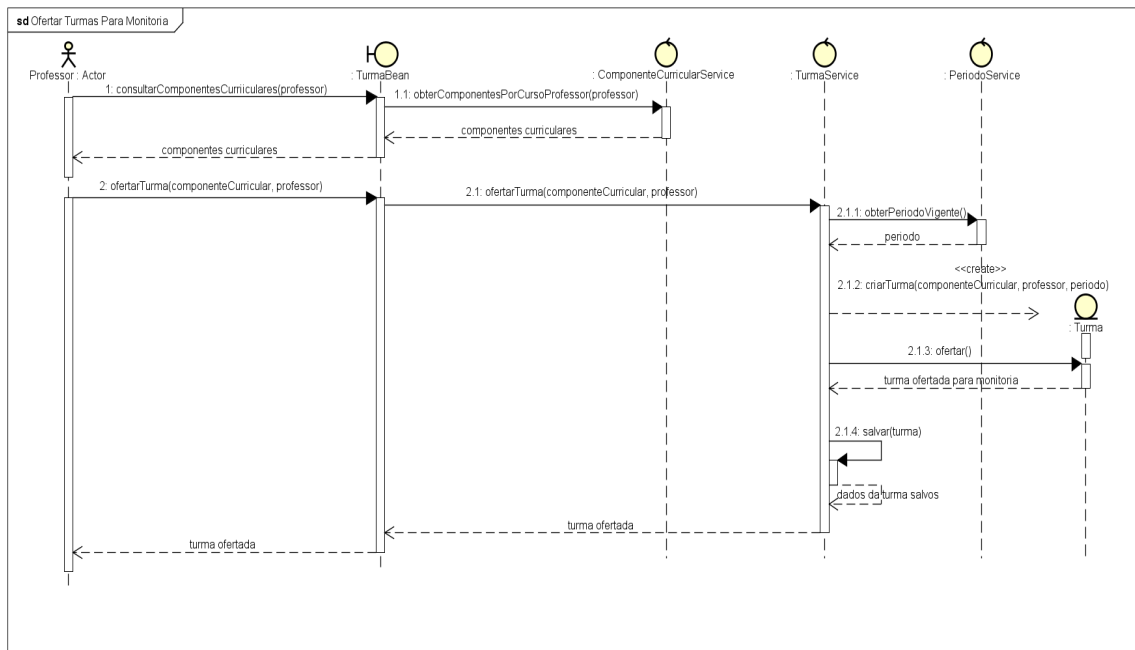 sd Ofertar Turmas Para Monitoria
Professor : Actor
: TurmaBean
: ComponenteCurricularService
: TurmaService
: PeriodoService
1: consultarComponentesCurriiculares(professor)
1.1: obterComponentesPorCursoProfessor(professor)
componentes curriculares
componentes curriculares
2: ofertarTurma(componenteCurricular, professor)
2.1: ofertarTurma(componenteCurricular, professor)
2.1.1: obterPeriodoVigente()
periodo
<<create>>
2.1.2: criarTurma(componenteCurricular, professor, periodo)
: Turma
2.1.3: ofertar()
turma ofertada para monitoria
2.1.4: salvar(turma)
dados da turma salvos
turma ofertada
turma ofertada